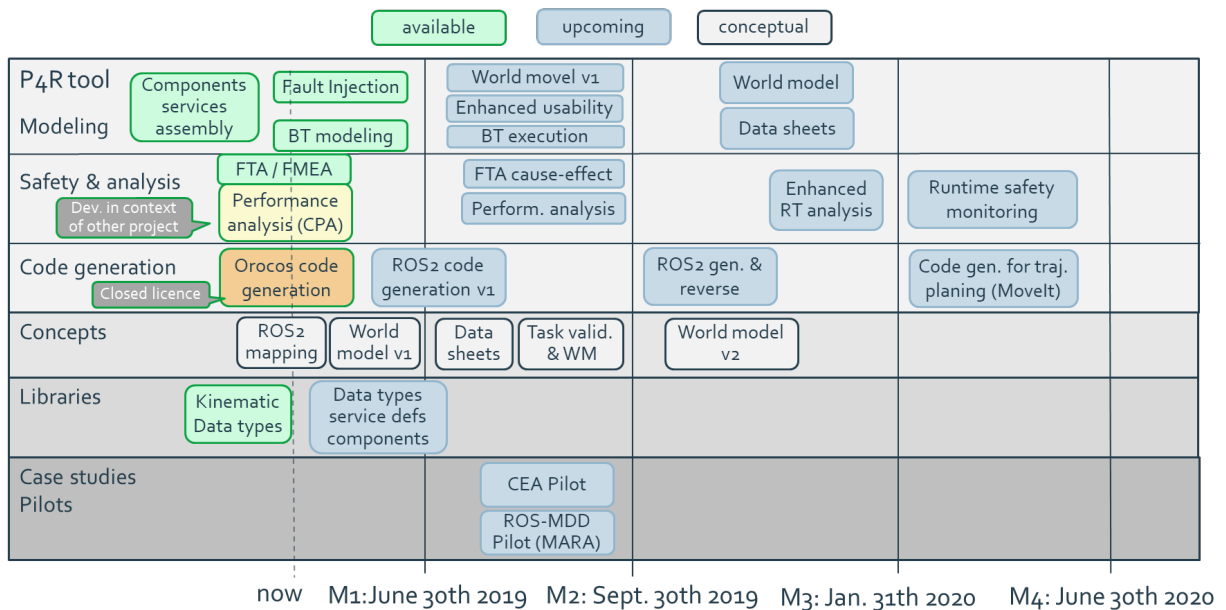 available
upcoming
conceptual
P4R tool
Modeling
Components
services
assembly
Fault Injection
BT modeling
World movel v1
Enhanced usability
BT execution
World model
Data sheets
Safety & analysis
Dev. in context
of other project
FTA / FMEA
Performance
analysis (CPA)
FTA cause-effect
Perform. analysis
Enhanced
RT analysis
Runtime safety
monitoring
Code generation
Closed licence
Orocos code
generation
ROS2 code
generation v1
ROS2 gen. &
reverse
Code gen. for traj.
planing (MoveIt)
Concepts
ROS2
mapping
World
model v1
Data
sheets
Task valid.
& WM
World model
v2
Libraries
Kinematic
Data types
Data types
service defs
components
Case studies
Pilots
CEA Pilot
ROS-MDD
Pilot (MARA)
now
M1:June 30th 2019
M2: Sept. 30th 2019
M3: Jan. 31th 2020
M4: June 30th 2020